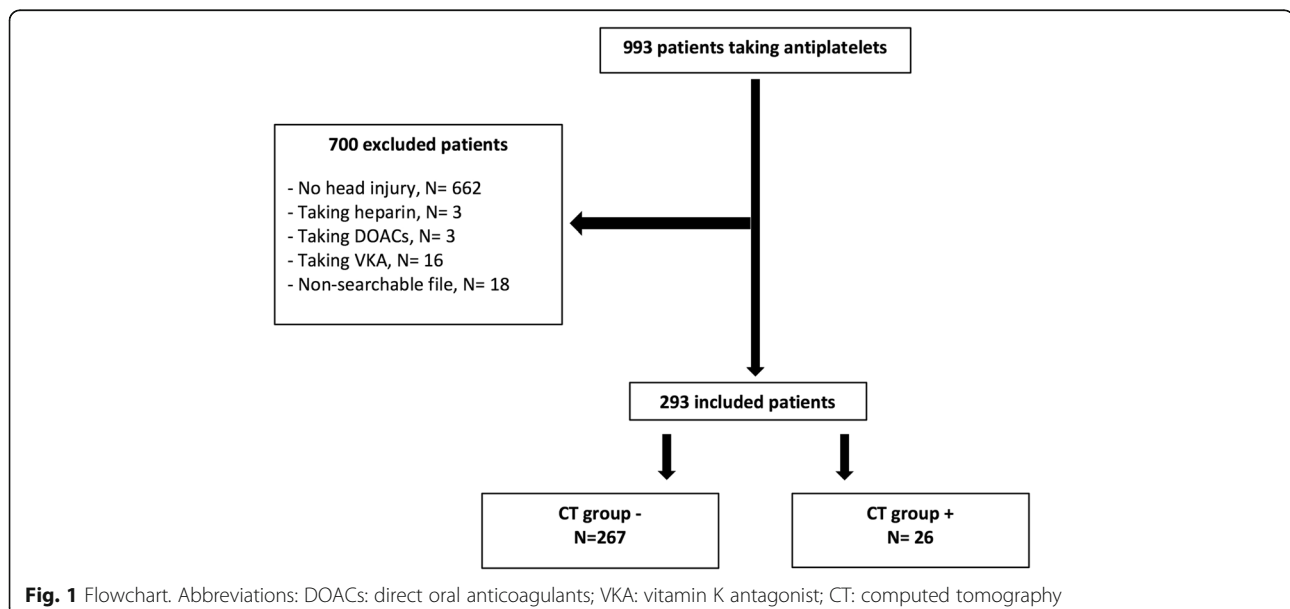 993 patients taking antiplatelets
700 excluded patients
- No head injury, N= 662
- Taking heparin, N= 3
- Taking DOACs, N= 3
- Taking VKA, N= 16
- Non-searchable file, N= 18
293 included patients
CT group -
N=267
CT group +
N= 26
Fig. 1 Flowchart. Abbreviations: DOACs: direct oral anticoagulants; VKA: vitamin K antagonist; CT: computed tomography